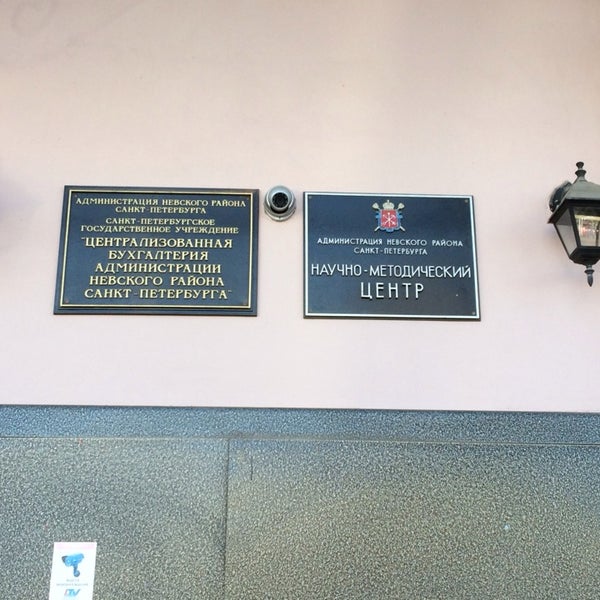 АДМИНИСТРАЦИЯ НЕВСКОГО РАЙОНА
САНКТ-ПЕТЕРБУРГА
САНКТ-ПЕТЕРБУРГСКОЕ
ГОСУДАРСТВЕННОЕ УЧРЕЖДЕНИЕ
"ЦЕНТРАЛИЗОВАННАЯ
БУХГАЛТЕРИЯ
АДМИНИСТРАЦИИ
НЕВСКОГО РАЙОНА
САНКТ-ПЕТЕРБУРГА"
АДМИНИСТРАЦИЯ НЕВСКОГО РАЙОНА
САНКТ-ПЕТЕРБУРГА
НАУЧНО-МЕТОДИЧЕСКИЙ
ЦЕНТР
ITV